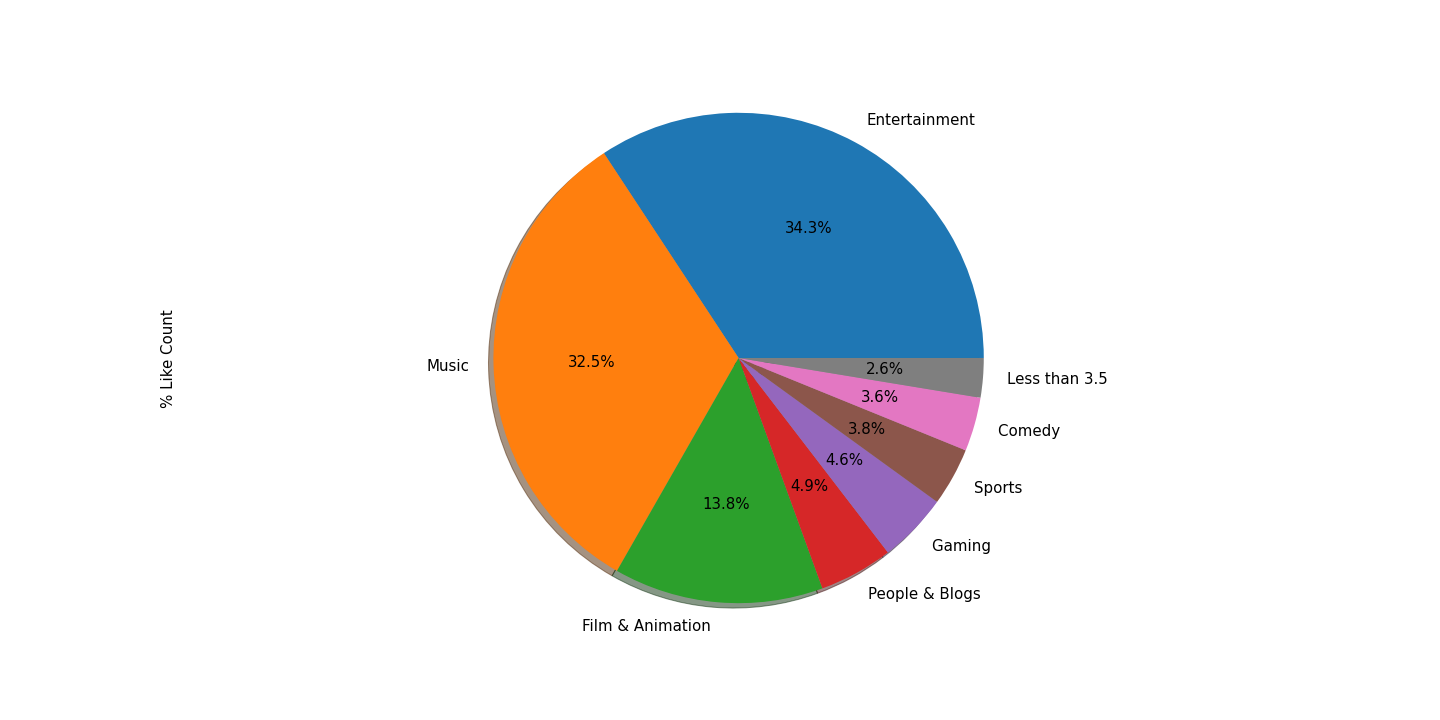 Entertainment
34.3%
% Like Count
Music
32.5%
2.6%
Less than 3.5
3.6%
Comedy
3.8%
4.6%
Sports
4.9%
13.8%
Gaming
People & Blogs
Film & Animation